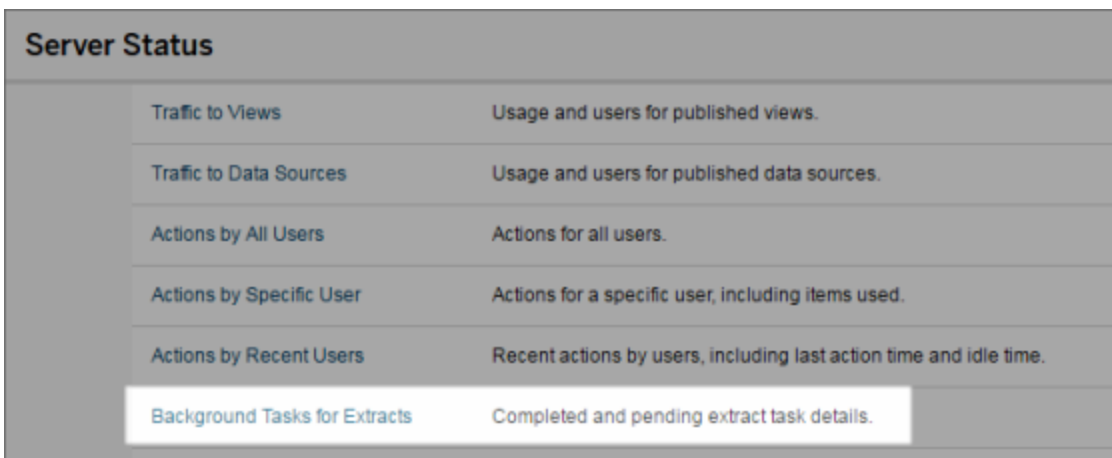 Server Status
Traffic to Views Usage and users for published views.
Traffic to Data Sources Usage and users for published data sources.
Actions by All Users Actions for all users.
Actions by Specific User Actions for a specific user, including items used.
Actions by Recent Users Recent actions by users, including last action time and idle time.
Background Tasks for Extracts Completed and pending extract task details.